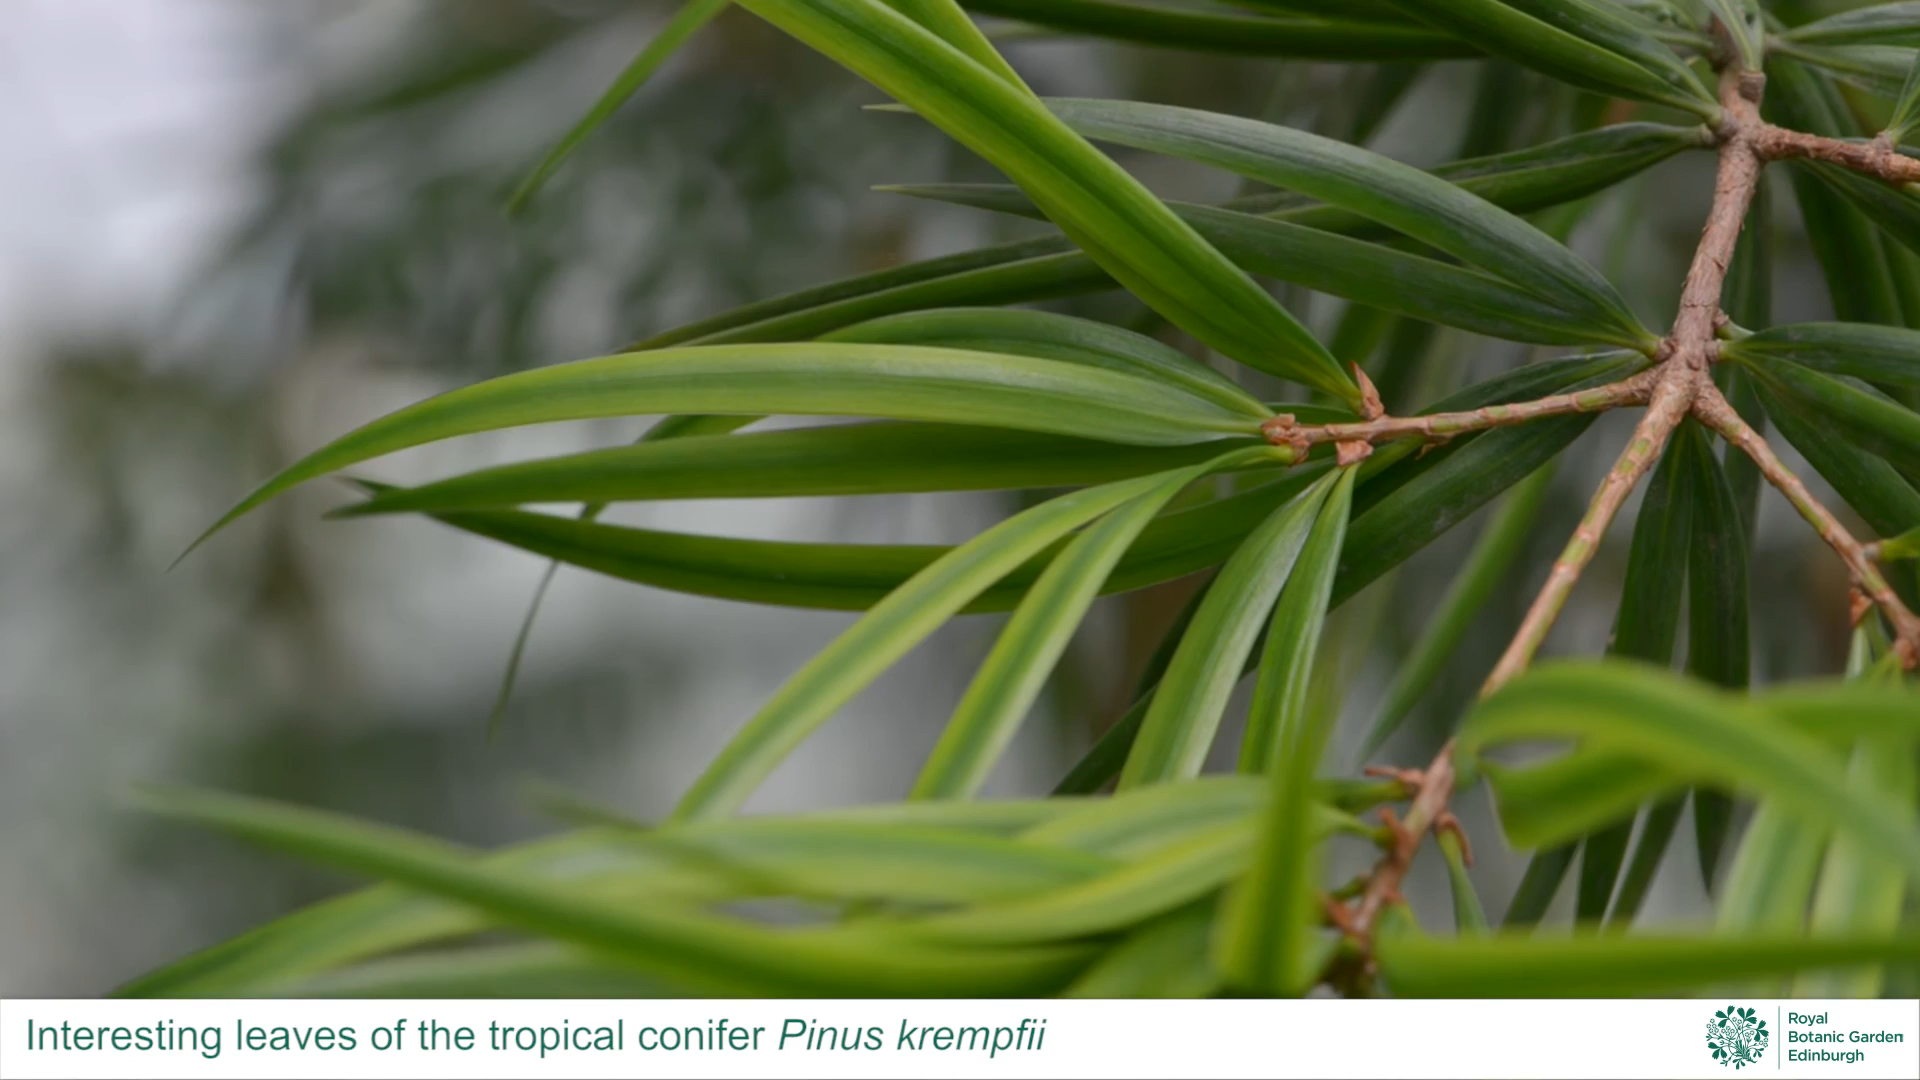 Interesting leaves of the tropical conifer Pinus krempfii
Royal
Botanic Garden
Edinburgh